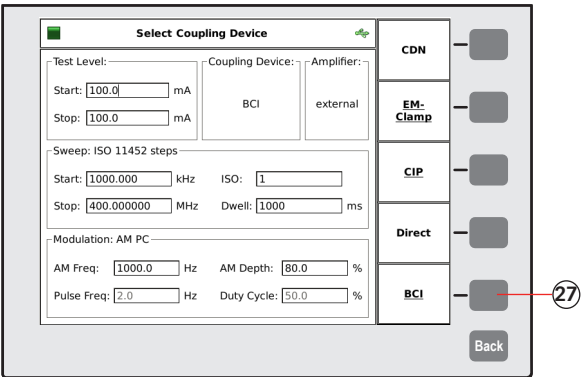 Select Coupling Device
Test Level:
Start: 100.0 mA
Stop: 100.0 mA
Coupling Device:
BCI
Amplifier:
external
Sweep: ISO 11452 steps
Start: 1000.000 kHz ISO: 1
Stop: 400.000000 MHz Dwell: 1000 ms
Modulation: AM PC
AM Freq: 1000.0 Hz AM Depth: 80.0 %
Pulse Freq: 2.0 Hz Duty Cycle: 50.0 %
CDN
EM-
Clamp
CIP
Direct
BCI
27
Back